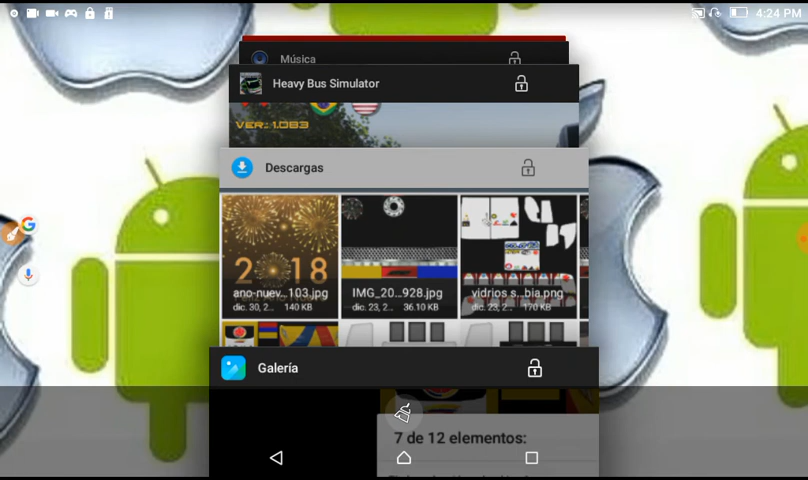 4:24 PM
Música
Heavy Bus Simulator
VER.: 1.083
Descargas
2018
ano-nuev...103.jpg
dic. 30, 2... 140 KB
IMG_20...928.jpg
dic. 23, 2... 36.10 KB
vidrios s...bia.png
dic. 23, 2... 170 KB
Galería
7 de 12 elementos: